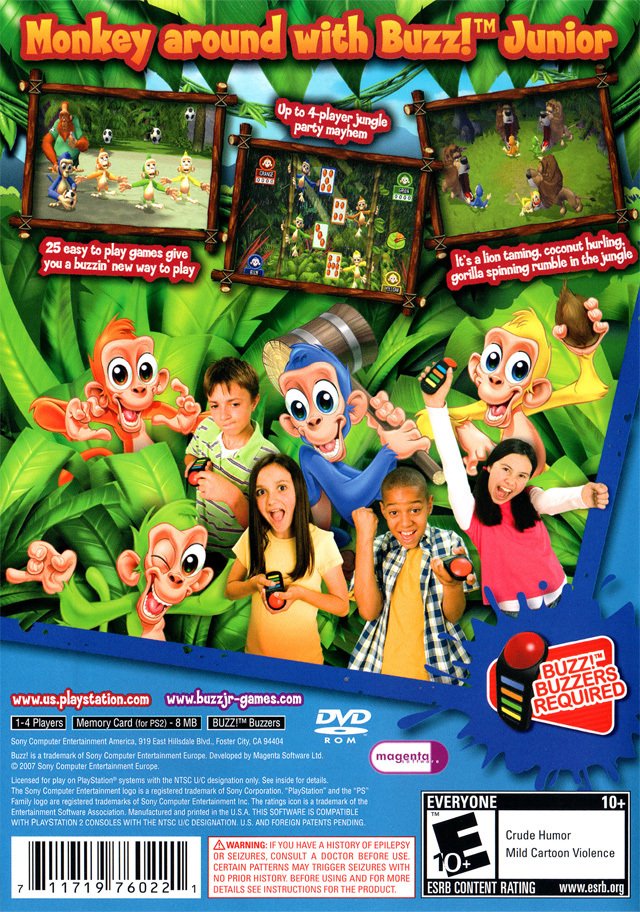 Monkey around with Buzz!™ Junior
Up to 4-player jungle
party mayhem
ORANGE
GREEN
BLUE
YELLOW
25 easy to play games give
you a buzzin' new way to play
It's a lion taming, coconut hurling,
gorilla spinning rumble in the jungle
BUZZ!™
BUZZERS
REQUIRED
www.us.playstation.com www.buzzjr-games.com
1-4 Players Memory Card (for PS2) - 8 MB BUZZ!™ Buzzers
DVD
ROM
Sony Computer Entertainment America, 919 East Hillsdale Blvd., Foster City, CA 94404
Buzz! is a trademark of Sony Computer Entertainment Europe. Developed by Magenta Software Ltd.
© 2007 Sony Computer Entertainment Europe.
magenta
SOFTWARE
Licensed for play on PlayStation® systems with the NTSC U/C designation only. See inside for details.
The Sony Computer Entertainment logo is a registered trademark of Sony Corporation. "PlayStation" and the "PS"
Family logo are registered trademarks of Sony Computer Entertainment Inc. The ratings icon is a trademark of the
Entertainment Software Association. Manufactured and printed in the U.S.A. THIS SOFTWARE IS COMPATIBLE
WITH PLAYSTATION 2 CONSOLES WITH THE NTSC U/C DESIGNATION. U.S. AND FOREIGN PATENTS PENDING.
EVERYONE 10+
™
E
10+
Crude Humor
Mild Cartoon Violence
ESRB CONTENT RATING www.esrb.org
7 11719 76022 1
WARNING: IF YOU HAVE A HISTORY OF EPILEPSY
OR SEIZURES, CONSULT A DOCTOR BEFORE USE.
CERTAIN PATTERNS MAY TRIGGER SEIZURES WITH
NO PRIOR HISTORY. BEFORE USING AND FOR MORE
DETAILS SEE INSTRUCTIONS FOR THE PRODUCT.